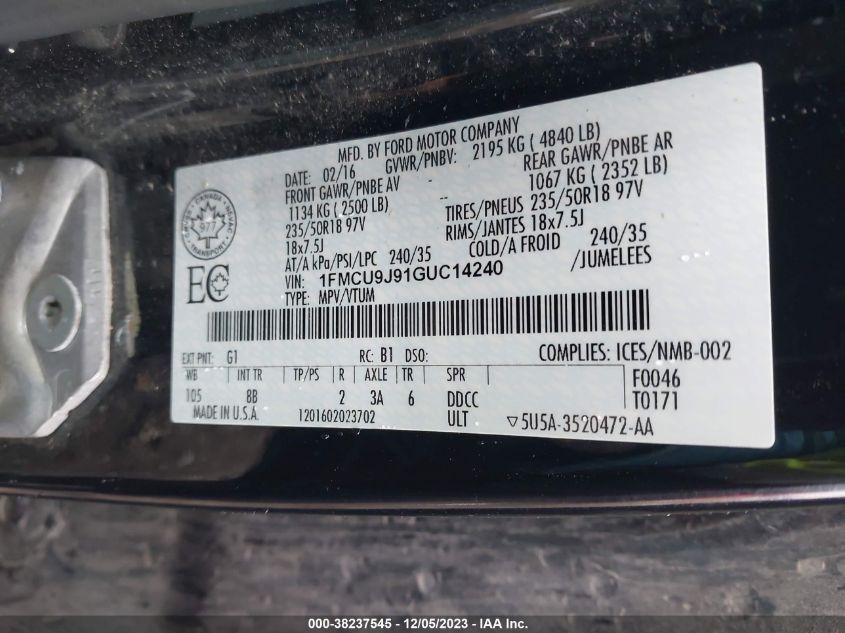 MFD. BY FORD MOTOR COMPANY
DATE: 02/16 GVWR/PNBV: 2195 KG ( 4840 LB)
FRONT GAWR/PNBE AV - REAR GAWR/PNBE AR
1134 KG ( 2500 LB) -- 1067 KG ( 2352 LB)
235/50R18 97V TIRES/PNEUS 235/50R18 97V
18x7.5J RIMS/JANTES 18x7.5J
AT/A kPa/PSI/LPC 240/35 COLD/A FROID 240/35
VIN: 1FMCU9J91GUC14240 /JUMELEES
TYPE: MPV/VTUM
CANADA
977
TRANSPORT
EC
EXT PNT: G1 RC: B1 DSO: COMPLIES: ICES/NMB-002
WB INT TR TP/PS R AXLE TR SPR F0046
105 8B 2 3A 6 DDCC T0171
MADE IN U.S.A. 1201602023702 ULT ▽5U5A-3520472-AA
000-38237545 - 12/05/2023 - IAA Inc.